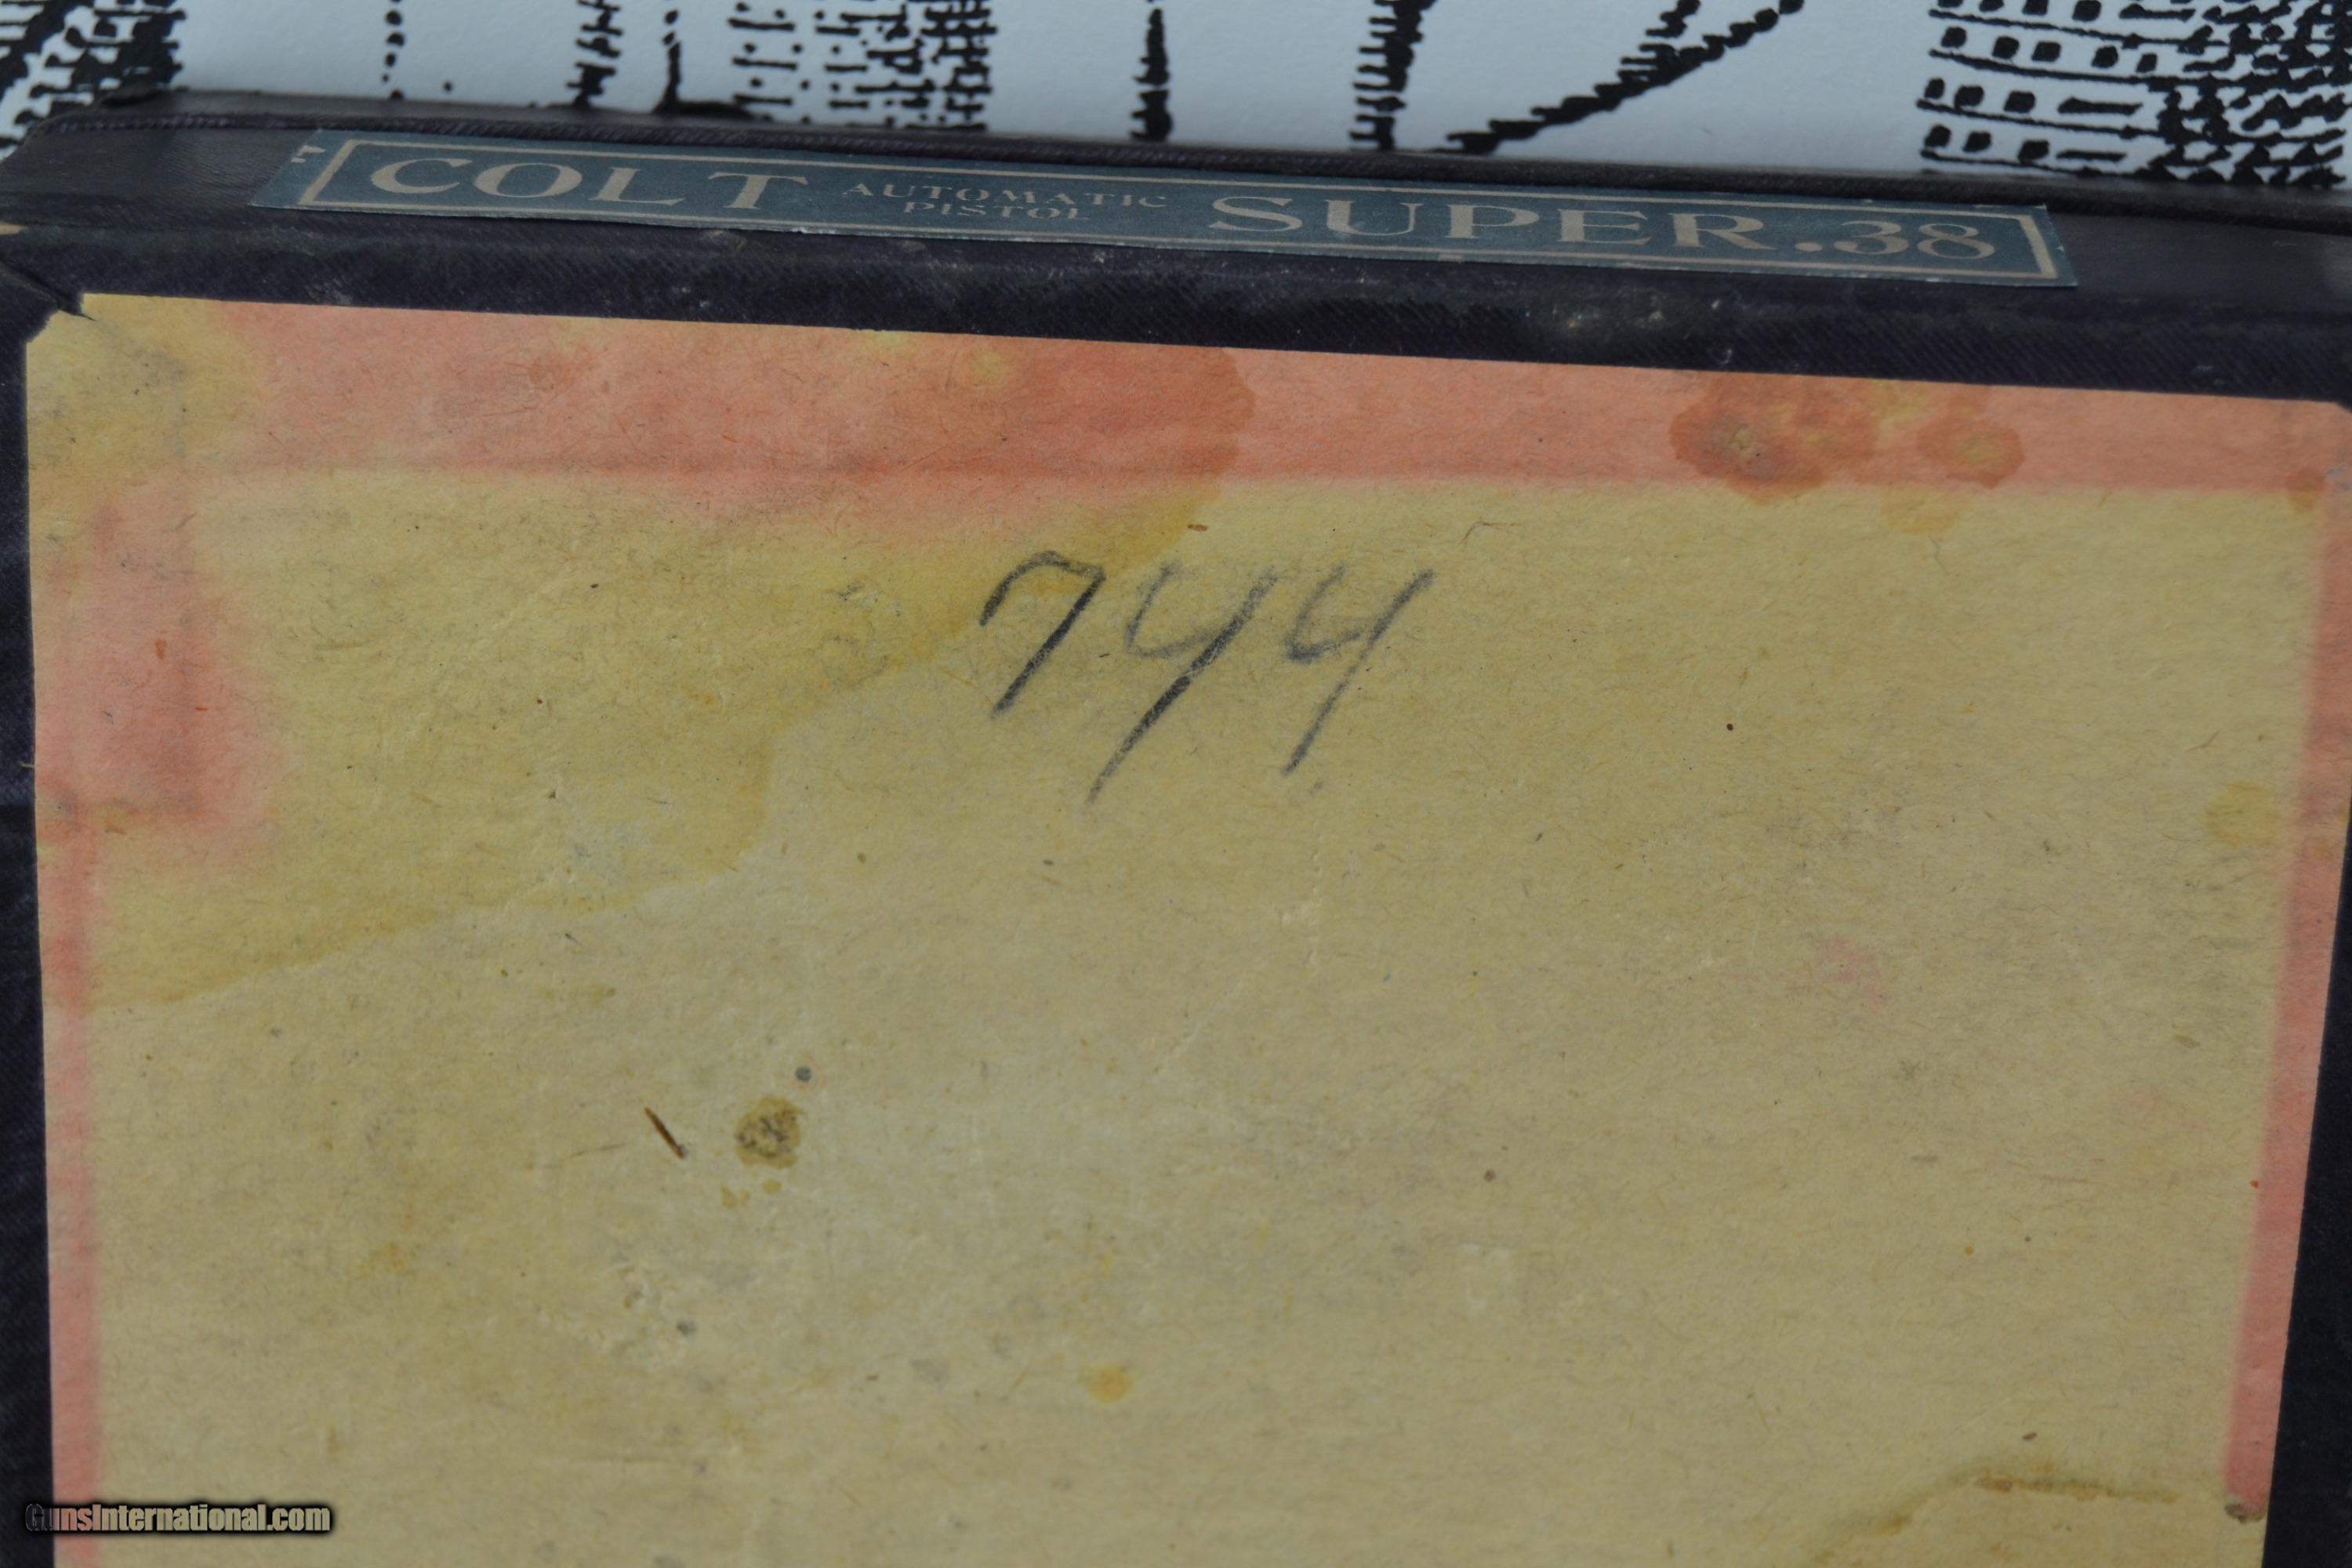 COLT AUTOMATIC PISTOL SUPER .38
744
GunsInternational.com